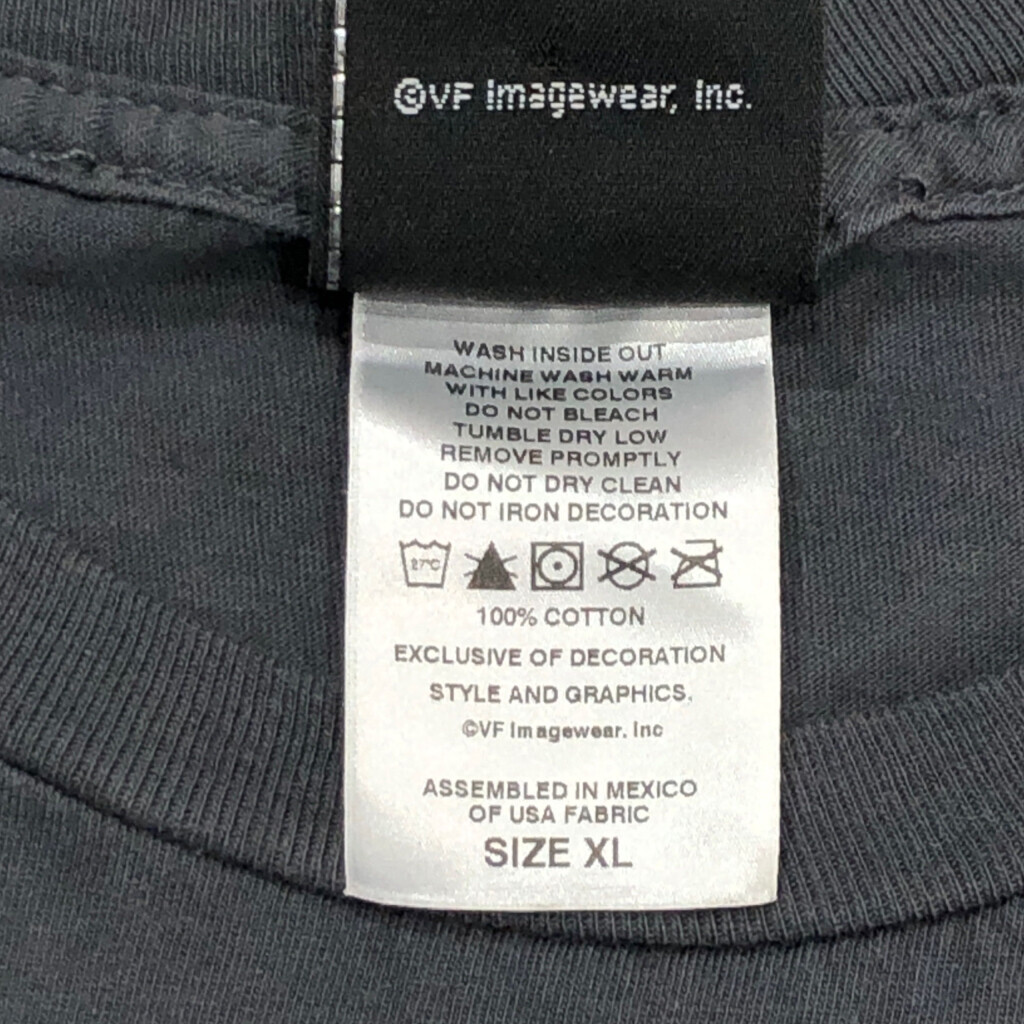 ©VF Imagewear, Inc.
WASH INSIDE OUT
MACHINE WASH WARM
WITH LIKE COLORS
DO NOT BLEACH
TUMBLE DRY LOW
REMOVE PROMPTLY
DO NOT DRY CLEAN
DO NOT IRON DECORATION
27°C
100% COTTON
EXCLUSIVE OF DECORATION
STYLE AND GRAPHICS.
©VF Imagewear. Inc
ASSEMBLED IN MEXICO
OF USA FABRIC
SIZE XL